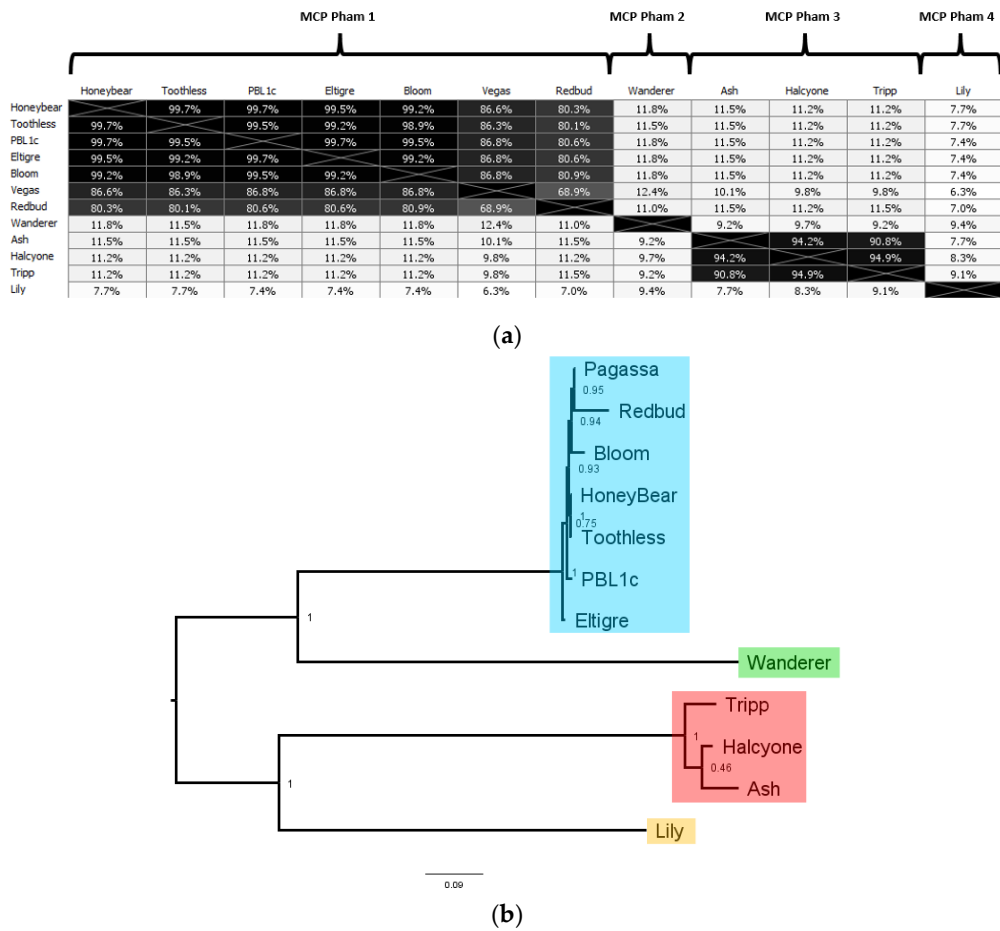 MCP Pham 1 MCP Pham 2 MCP Pham 3 MCP Pham 4
Honeybear Toothless PBL1c Eltigre Bloom Vegas Redbud Wanderer Ash Halcyone Tripp Lily
Honeybear 99.7% 99.7% 99.5% 99.2% 86.6% 80.3% 11.8% 11.5% 11.2% 11.2% 7.7%
Toothless 99.7% 99.5% 99.2% 98.9% 86.3% 80.1% 11.5% 11.5% 11.2% 11.2% 7.7%
PBL1c 99.7% 99.5% 99.7% 99.5% 86.8% 80.6% 11.8% 11.5% 11.2% 11.2% 7.4%
Eltigre 99.5% 99.2% 99.7% 99.2% 86.8% 80.6% 11.8% 11.5% 11.2% 11.2% 7.4%
Bloom 99.2% 98.9% 99.5% 99.2% 86.8% 80.9% 11.8% 11.5% 11.2% 11.2% 7.4%
Vegas 86.6% 86.3% 86.8% 86.8% 86.8% 68.9% 12.4% 10.1% 9.8% 9.8% 6.3%
Redbud 80.3% 80.1% 80.6% 80.6% 80.9% 68.9% 11.0% 11.5% 11.2% 11.5% 7.0%
Wanderer 11.8% 11.5% 11.8% 11.8% 11.8% 12.4% 11.0% 9.2% 9.7% 9.2% 9.4%
Ash 11.5% 11.5% 11.5% 11.5% 11.5% 10.1% 11.5% 9.2% 94.2% 90.8% 7.7%
Halcyone 11.2% 11.2% 11.2% 11.2% 11.2% 9.8% 11.2% 9.7% 94.2% 94.9% 8.3%
Tripp 11.2% 11.2% 11.2% 11.2% 11.2% 9.8% 11.5% 9.2% 90.8% 94.9% 9.1%
Lily 7.7% 7.7% 7.4% 7.4% 7.4% 6.3% 7.0% 9.4% 7.7% 8.3% 9.1%
(a)
Pagassa
0.95
Redbud
0.94
Bloom
0.93
HoneyBear
1
0.75
Toothless
1
PBL1c
Eltigre
1
Wanderer
Tripp
1
Halcyone
0.46
Ash
1
Lily
0.09
(b)